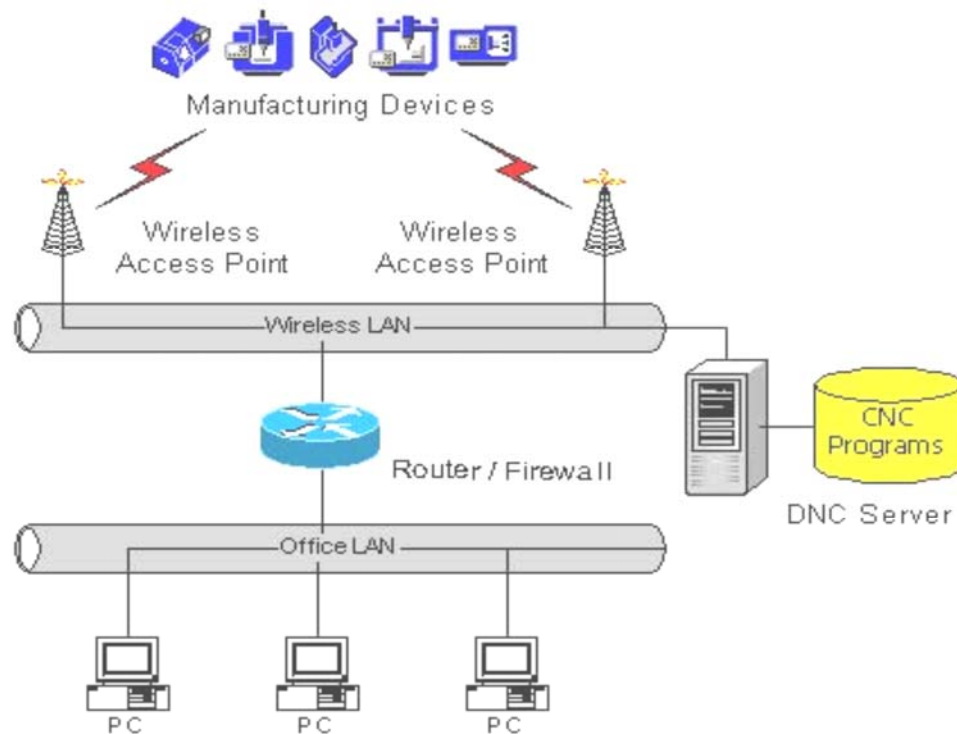 Manufacturing Devices
Wireless
Access Point
Wireless
Access Point
Wireless LAN
CNC
Programs
Router / Firewall
DNC Server
Office LAN
PC
PC
PC